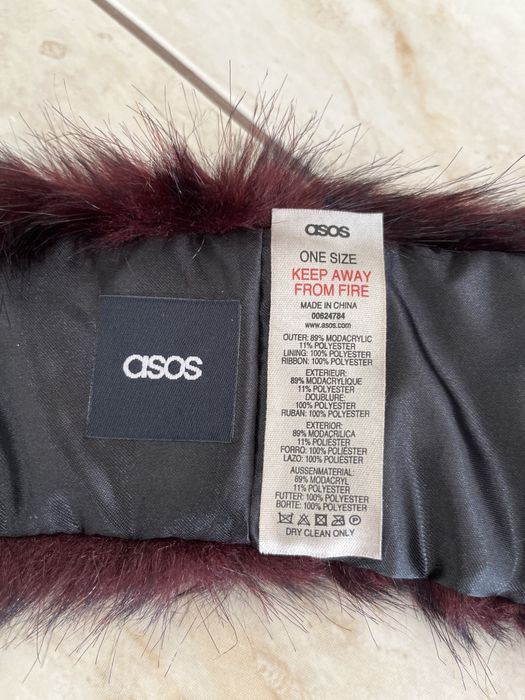 asos
asos
ONE SIZE
KEEP AWAY
FROM FIRE
MADE IN CHINA
00624784
www.asos.com
OUTER: 89% MODACRYLIC
11% POLYESTER
LINING: 100% POLYESTER
RIBBON: 100% POLYESTER
EXTERIEUR:
89% MODACRYLIQUE
11% POLYESTER
DOUBLURE:
100% POLYESTER
RUBAN: 100% POLYESTER
EXTERIOR:
89% MODACRILICA
11% POLIESTER
FORRO: 100% POLIESTER
LAZO: 100% POLIESTER
AUSSENMATERIAL:
89% MODACRYL
11% POLYESTER
FUTTER: 100% POLYESTER
BORTE: 100% POLYESTER
P
DRY CLEAN ONLY